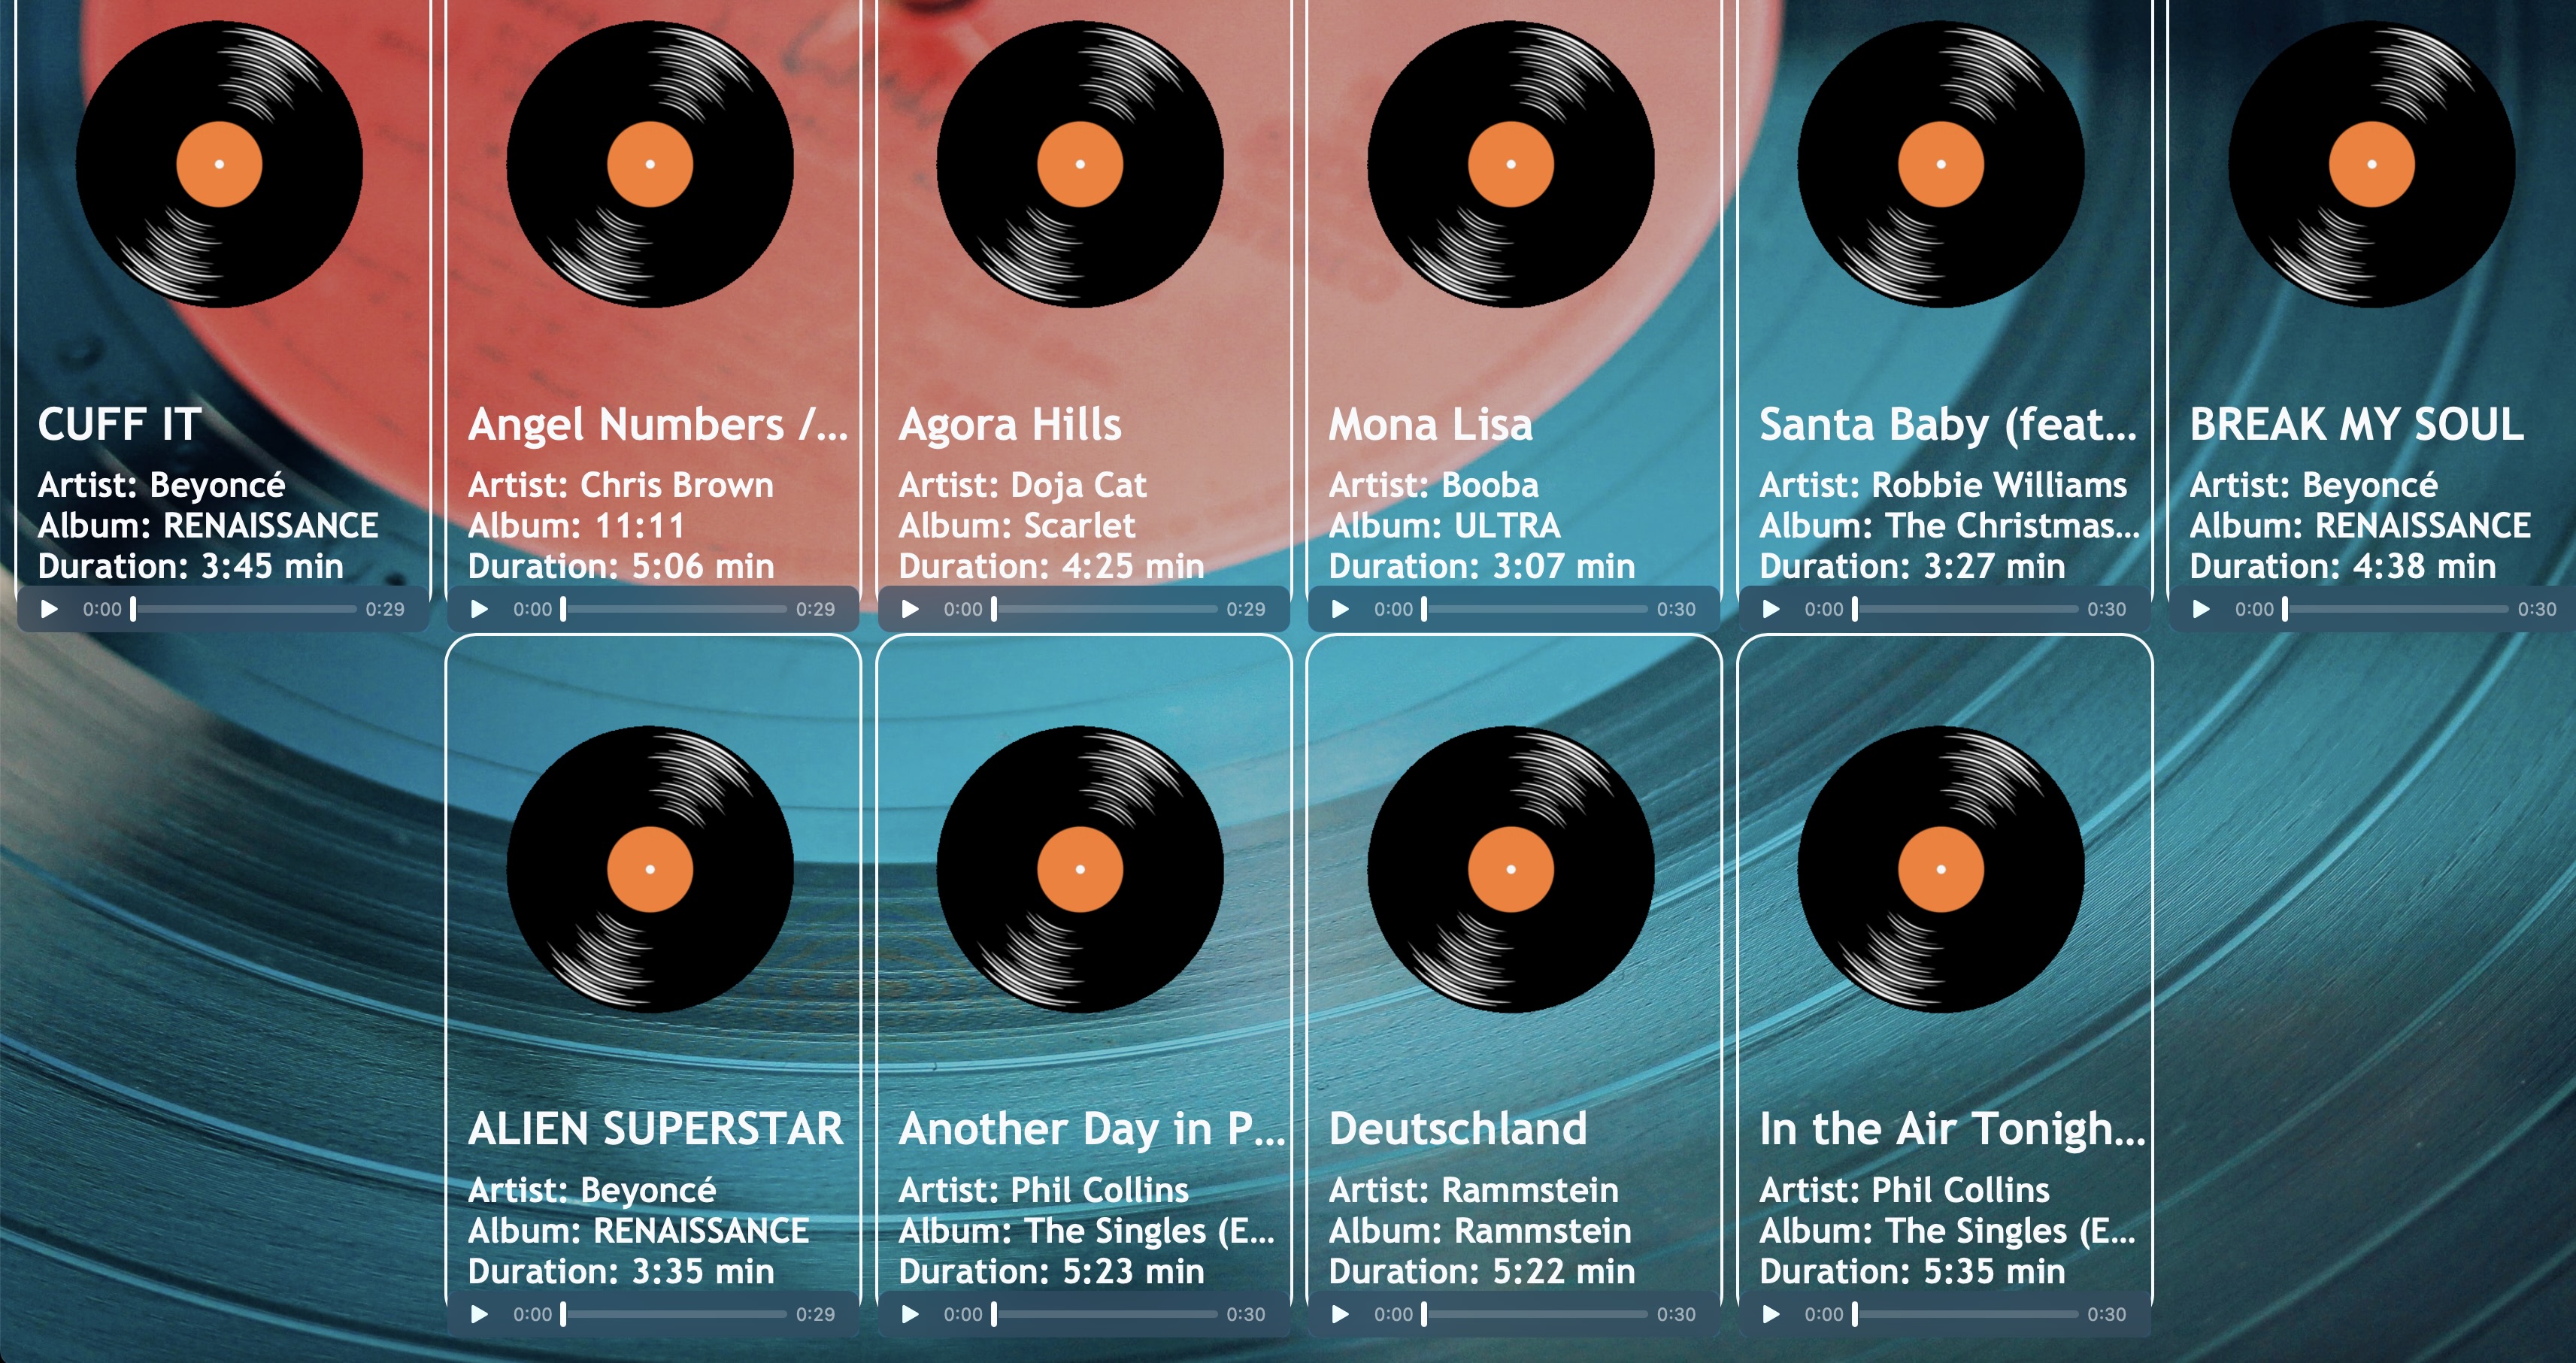 CUFF IT
Artist: Beyoncé
Album: RENAISSANCE
Duration: 3:45 min
0:00 0:29
Angel Numbers /...
Artist: Chris Brown
Album: 11:11
Duration: 5:06 min
0:00 0:29
Agora Hills
Artist: Doja Cat
Album: Scarlet
Duration: 4:25 min
0:00 0:29
Mona Lisa
Artist: Booba
Album: ULTRA
Duration: 3:07 min
0:00 0:30
Santa Baby (feat...
Artist: Robbie Williams
Album: The Christmas...
Duration: 3:27 min
0:00 0:30
BREAK MY SOUL
Artist: Beyoncé
Album: RENAISSANCE
Duration: 4:38 min
0:00 0:30
ALIEN SUPERSTAR
Artist: Beyoncé
Album: RENAISSANCE
Duration: 3:35 min
0:00 0:29
Another Day in P...
Artist: Phil Collins
Album: The Singles (E...
Duration: 5:23 min
0:00 0:30
Deutschland
Artist: Rammstein
Album: Rammstein
Duration: 5:22 min
0:00 0:30
In the Air Tonigh...
Artist: Phil Collins
Album: The Singles (E...
Duration: 5:35 min
0:00 0:30